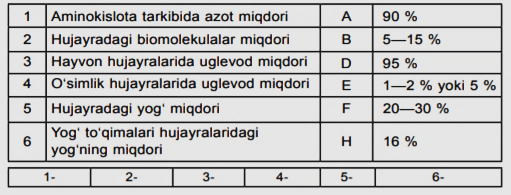 1 Aminokislota tarkibida azot miqdori A 90 %
2 Hujayradagi biomolekulalar miqdori B 5—15 %
3 Hayvon hujayralarida uglevod miqdori D 95 %
4 O‘simlik hujayralarida uglevod miqdori E 1—2 % yoki 5 %
5 Hujayradagi yog‘ miqdori F 20—30 %
6 Yog‘ to‘qimalari hujayralaridagi
yog‘ning miqdori H 16 %
1- 2- 3- 4- 5- 6-